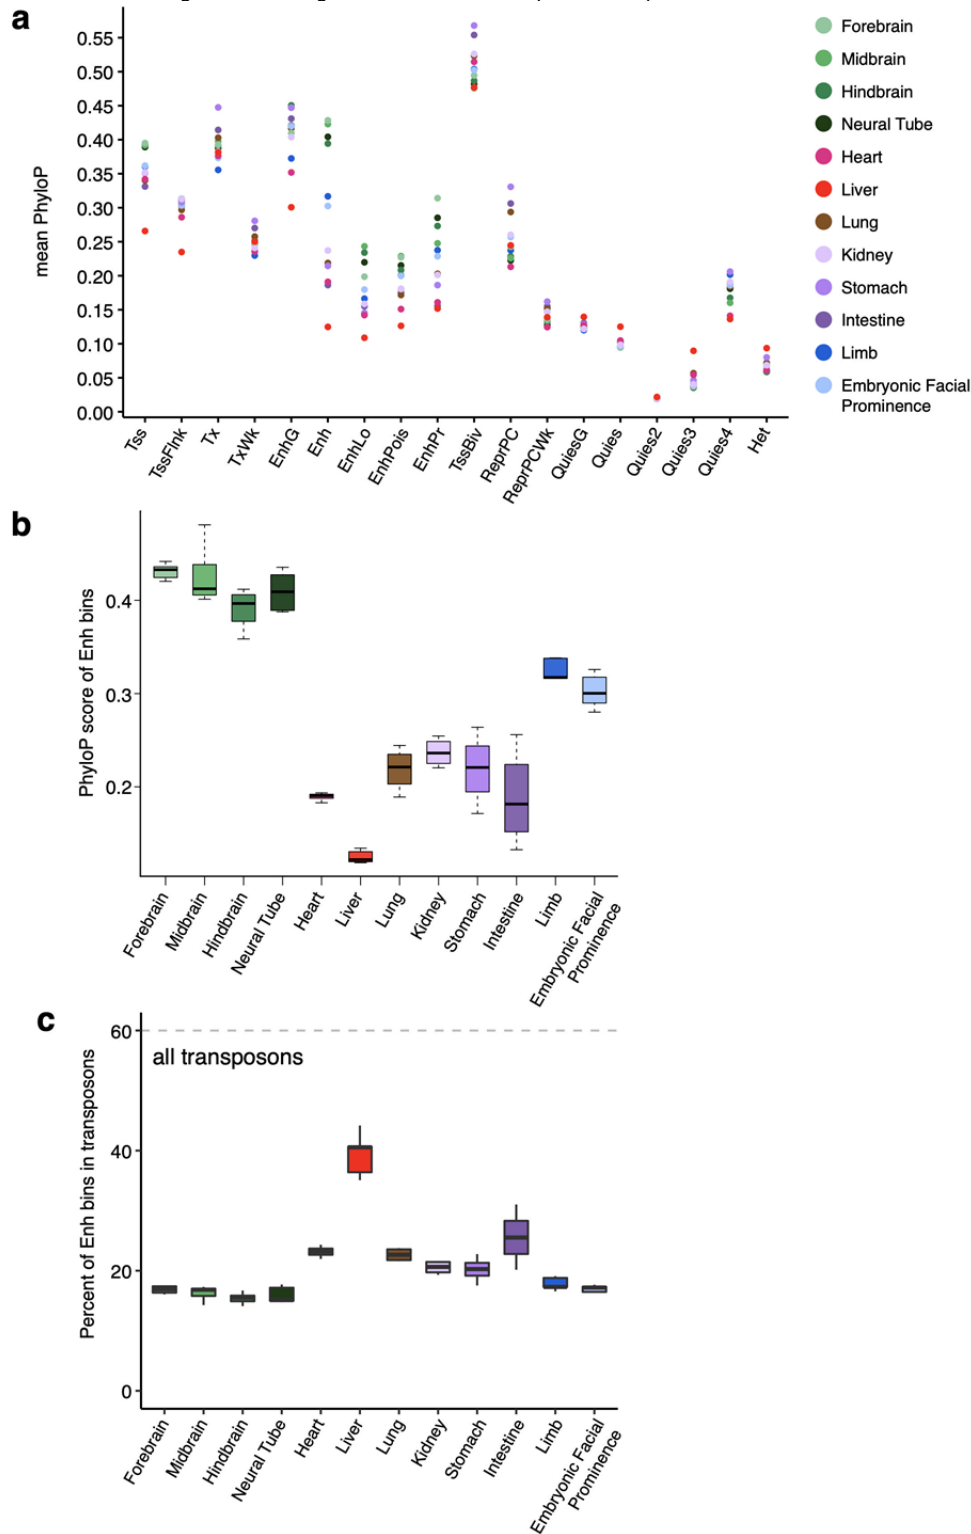 a
mean PhyloP
0.55
0.50
0.45
0.40
0.35
0.30
0.25
0.20
0.15
0.10
0.05
0.00
Tss
TssFlnk
Tx
TxWk
EnhG
Enh
EnhLo
EnhPois
EnhPr
TssBiv
ReprPC
ReprPCWk
QuiesG
Quies
Quies2
Quies3
Quies4
Het
Forebrain
Midbrain
Hindbrain
Neural Tube
Heart
Liver
Lung
Kidney
Stomach
Intestine
Limb
Embryonic Facial
Prominence
b
PhyloP score of Enh bins
0.4
0.3
0.2
Forebrain
Midbrain
Hindbrain
Neural Tube
Heart
Liver
Lung
Kidney
Stomach
Intestine
Limb
Embryonic Facial
Prominence
c
Percent of Enh bins in transposons
60
40
20
0
all transposons
Forebrain
Midbrain
Hindbrain
Neural Tube
Heart
Liver
Lung
Kidney
Stomach
Intestine
Limb
Embryonic Facial
Prominence